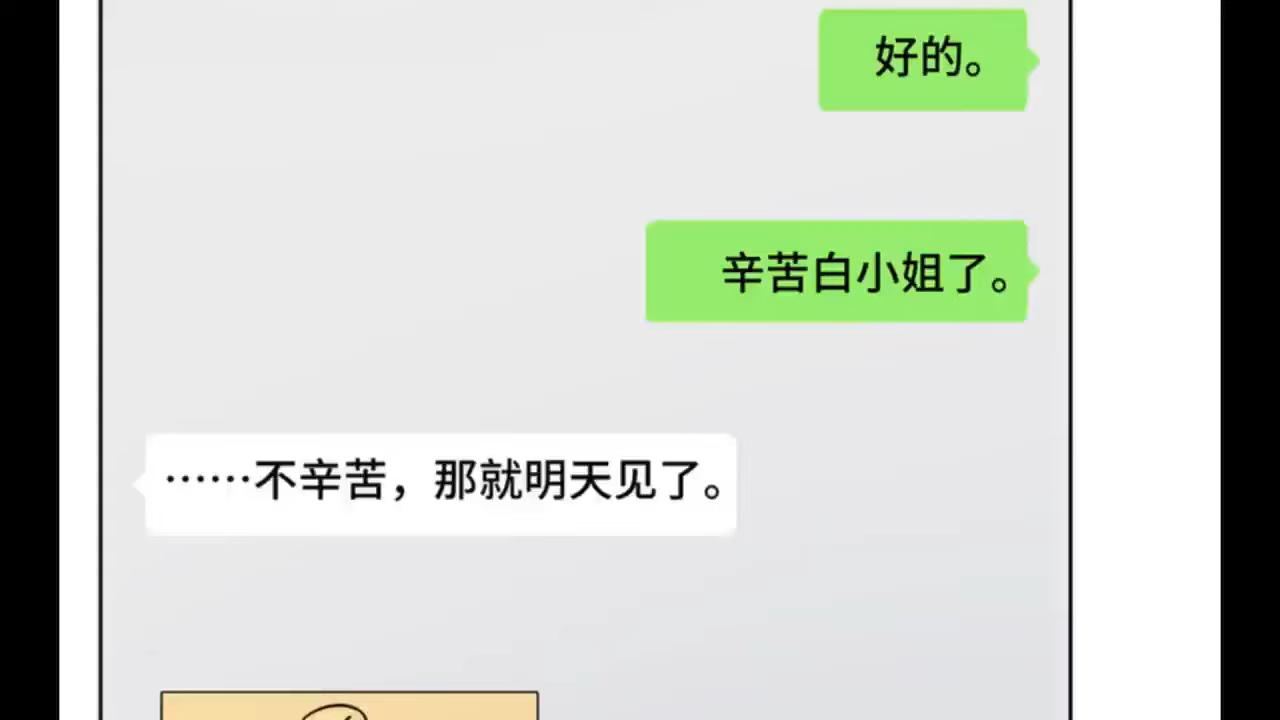 好的。
辛苦白小姐了。
……不辛苦，那就明天见了。